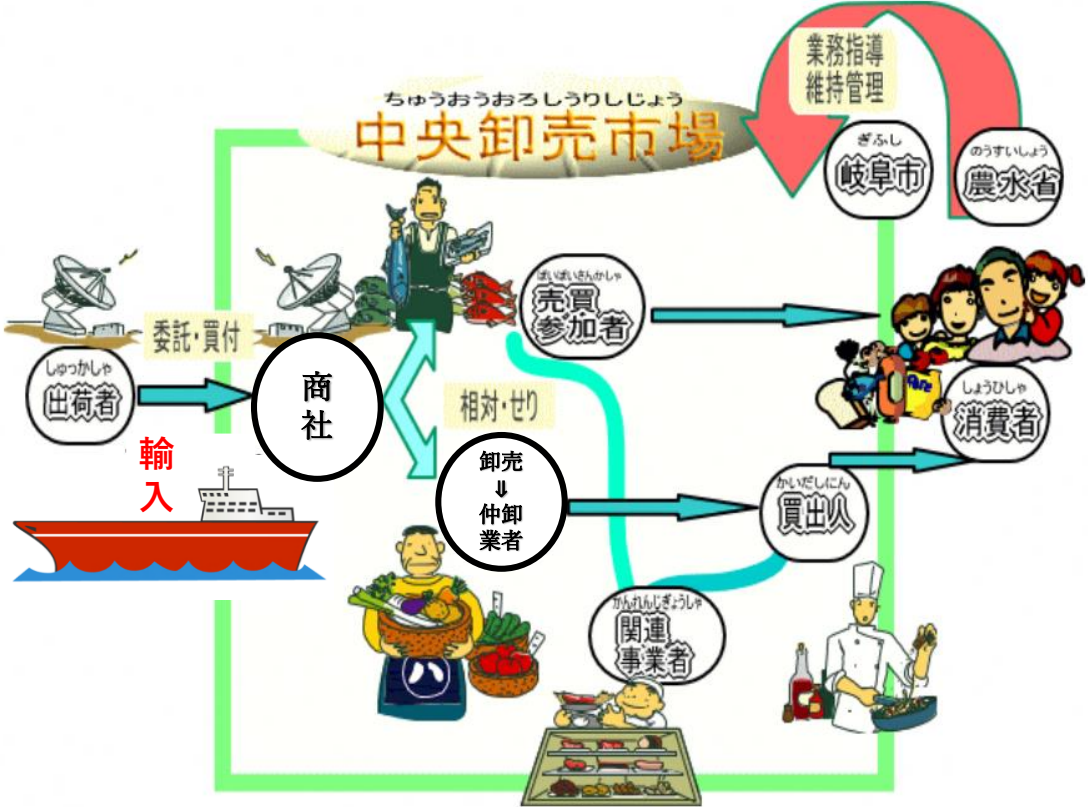 業務指導
維持管理
ちゅうおうおろしうりしじょう
中央卸売市場
ぎふし
岐阜市
のうすいしょう
農水省
ばいばいさんかしゃ
売買
参加者
委託・買付
しゅっかしゃ
出荷者
商
社
相対・せり
しょうひしゃ
消費者
輸
入
卸売
⇓
仲卸
業者
かいだしにん
買出人
かんれんじぎょうしゃ
関連
事業者